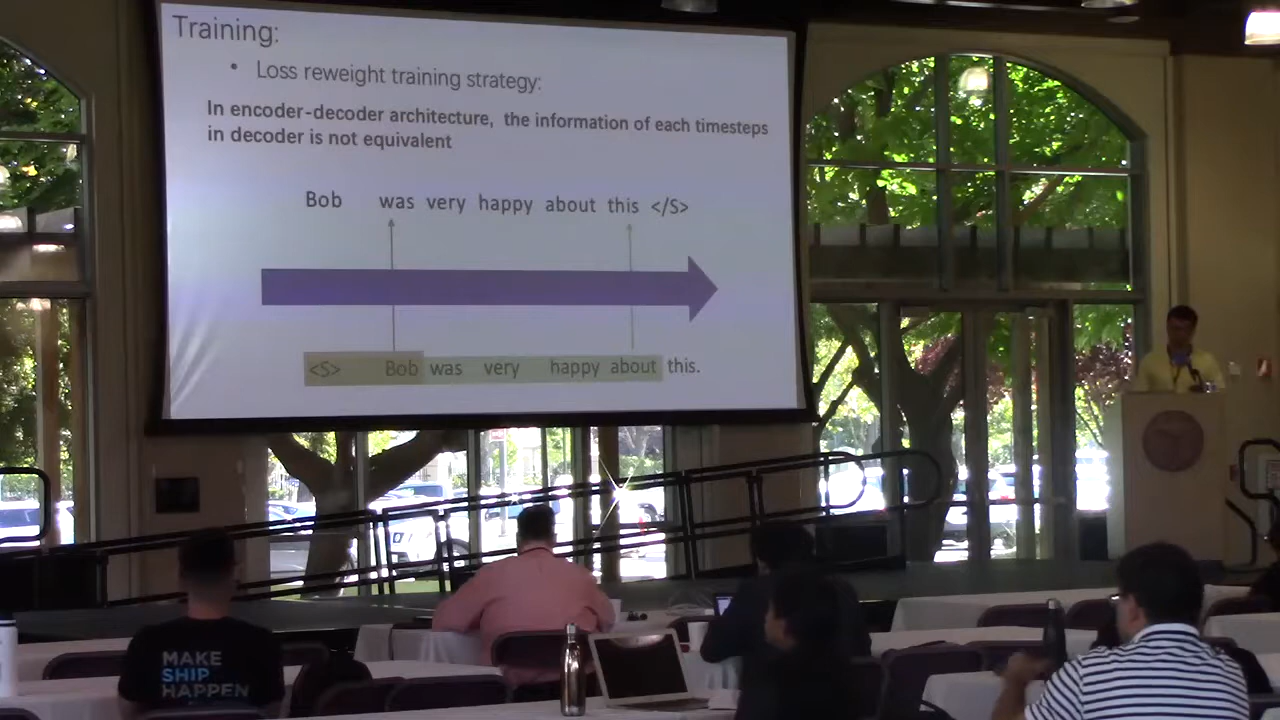 Training:
• Loss reweight training strategy:
In encoder-decoder architecture, the information of each timesteps
in decoder is not equivalent
Bob was very happy about this </S>
<S> Bob was very happy about this.
MAKE
SHIP
HAPPEN